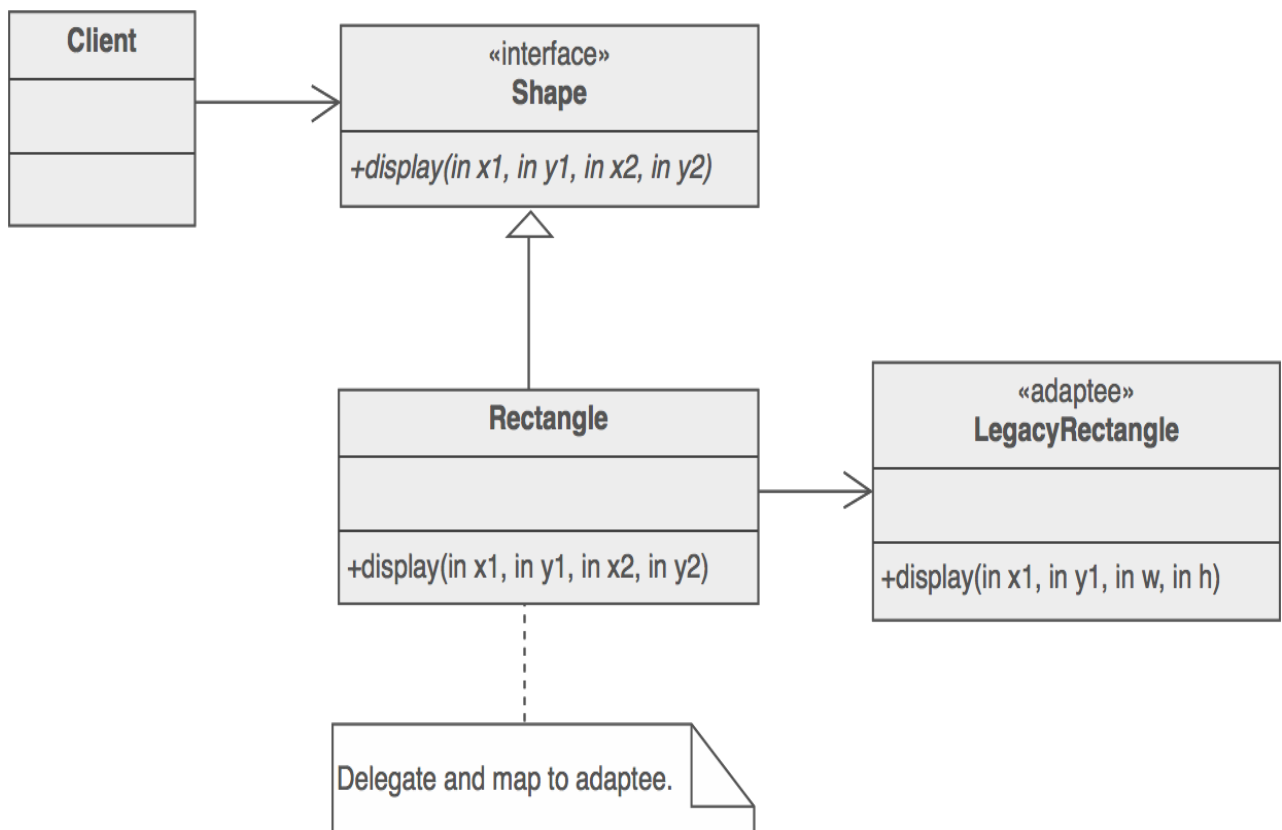 Client
«interface»
Shape
+display(in x1, in y1, in x2, in y2)
Rectangle
+display(in x1, in y1, in x2, in y2)
«adaptee»
LegacyRectangle
+display(in x1, in y1, in w, in h)
Delegate and map to adaptee.